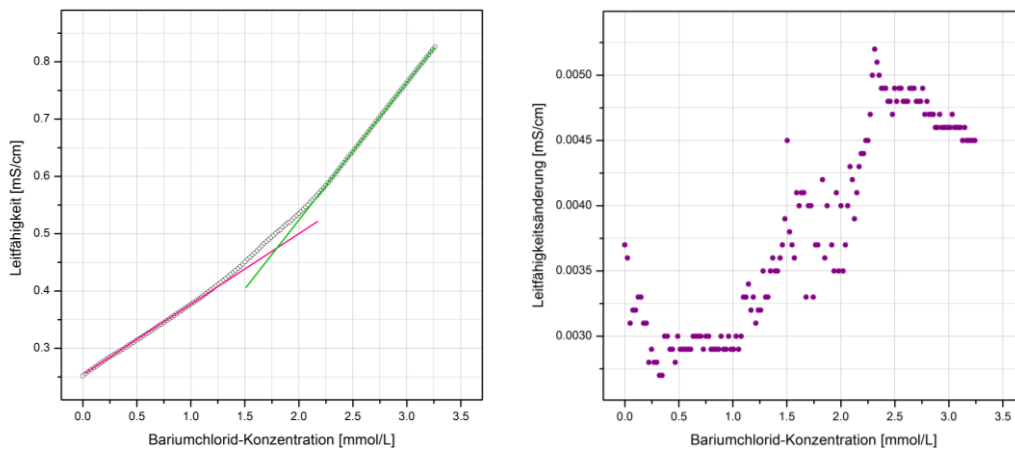 Leitfähigkeit [mS/cm]
0.8
0.7
0.6
0.5
0.4
0.3
0.0 0.5 1.0 1.5 2.0 2.5 3.0 3.5
Bariumchlorid-Konzentration [mmol/L]
Leitfähigkeitsänderung [mS/cm]
0.0050
0.0045
0.0040
0.0035
0.0030
0.0 0.5 1.0 1.5 2.0 2.5 3.0 3.5
Bariumchlorid-Konzentration [mmol/L]